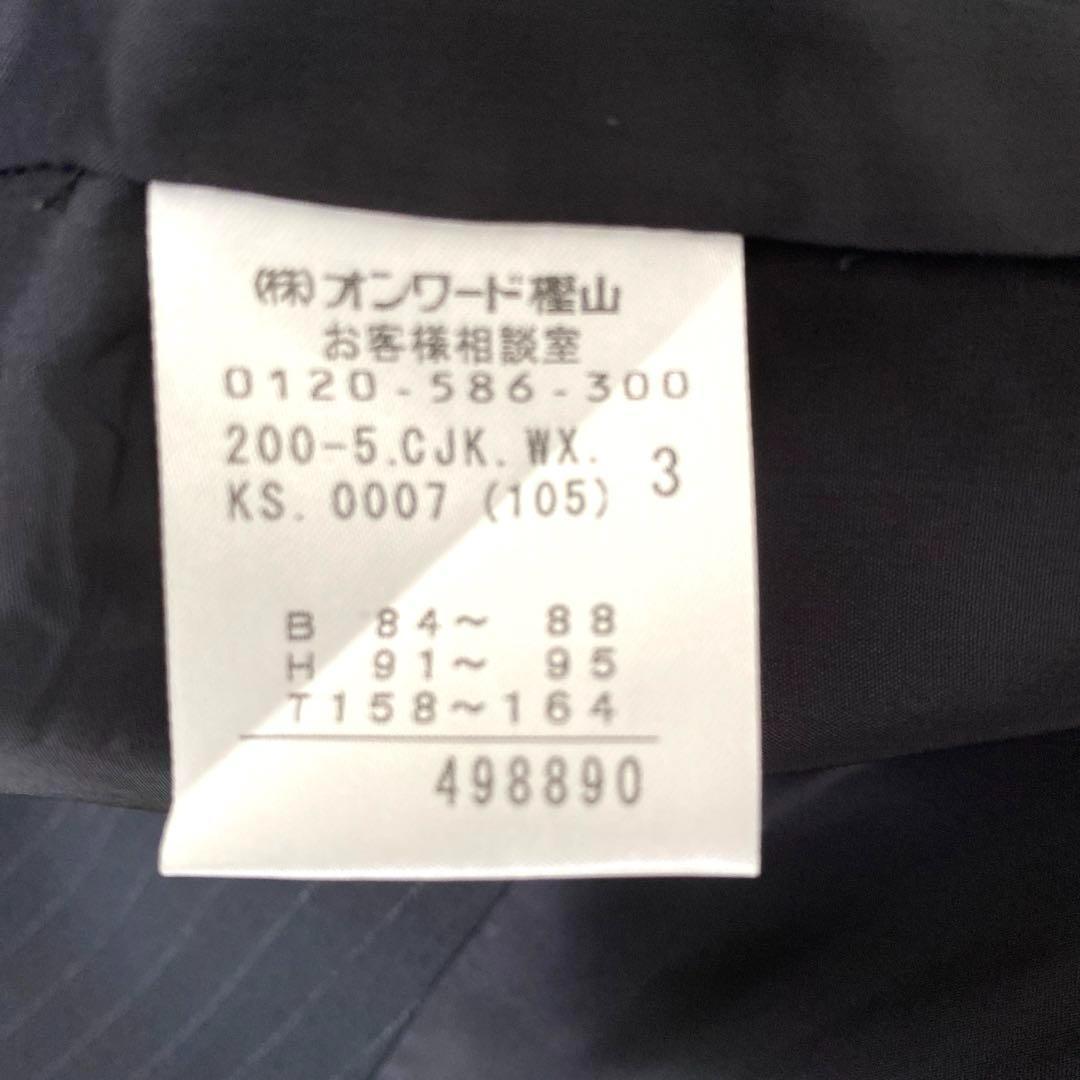 (株)オンワード樫山
お客様相談室
0120-586-300
200-5.CJK.WX.
KS.0007 (105) 3
B 84~ 88
H 91~ 95
T158~164
498890